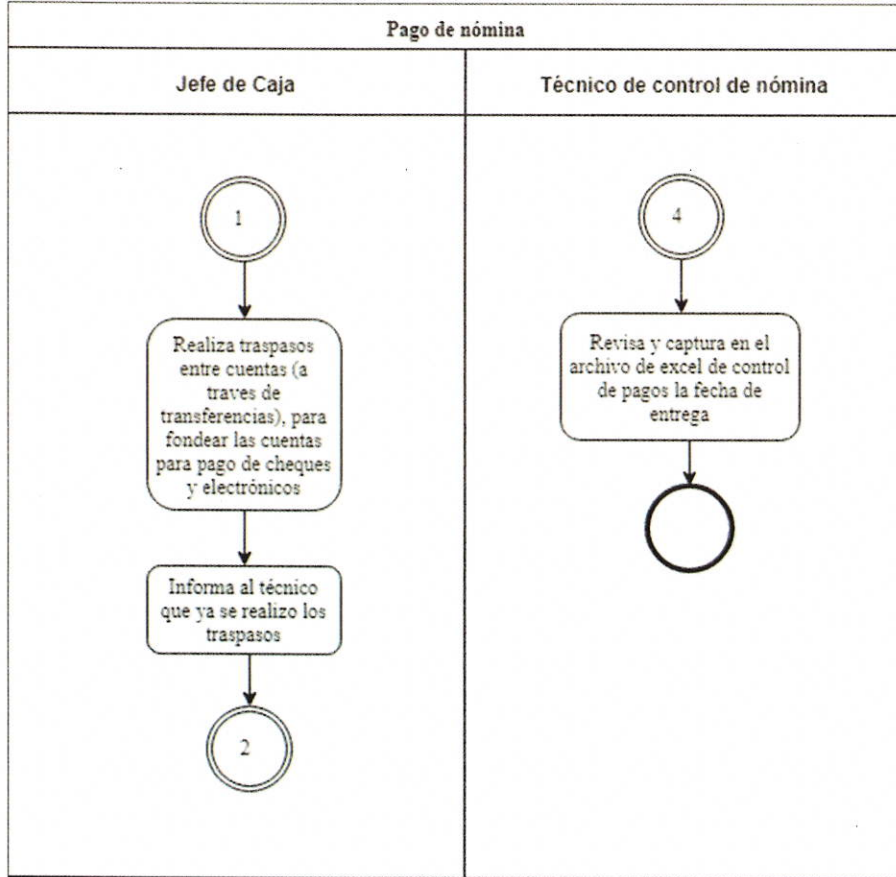 Pago de nómina
Jefe de Caja
Técnico de control de nómina
1
Realiza traspasos
entre cuentas (a
traves de
transferencias), para
fondear las cuentas
para pago de cheques
y electrónicos
Informa al técnico
que ya se realizo los
traspasos
2
4
Revisa y captura en el
archivo de excel de control
de pagos la fecha de
entrega